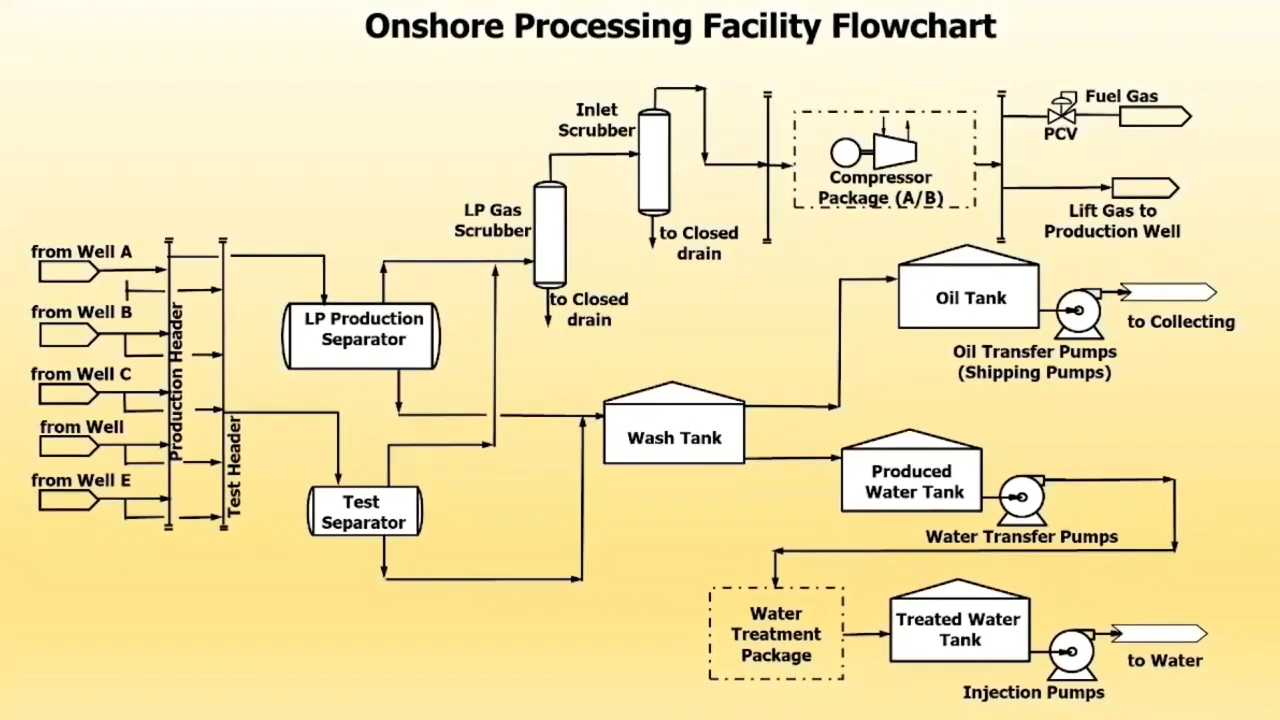 Onshore Processing Facility Flowchart
Inlet
Scrubber
Fuel Gas
PCV
Compressor
Package (A/B)
LP Gas
Scrubber
to Closed
drain
Lift Gas to
Production Well
from Well A
from Well B
from Well C
from Well
from Well E
Production Header
Test Header
LP Production
Separator
to Closed
drain
Oil Tank
to Collecting
Oil Transfer Pumps
(Shipping Pumps)
Wash Tank
Produced
Water Tank
Water Transfer Pumps
Test
Separator
Water
Treatment
Package
Treated Water
Tank
to Water
Injection Pumps